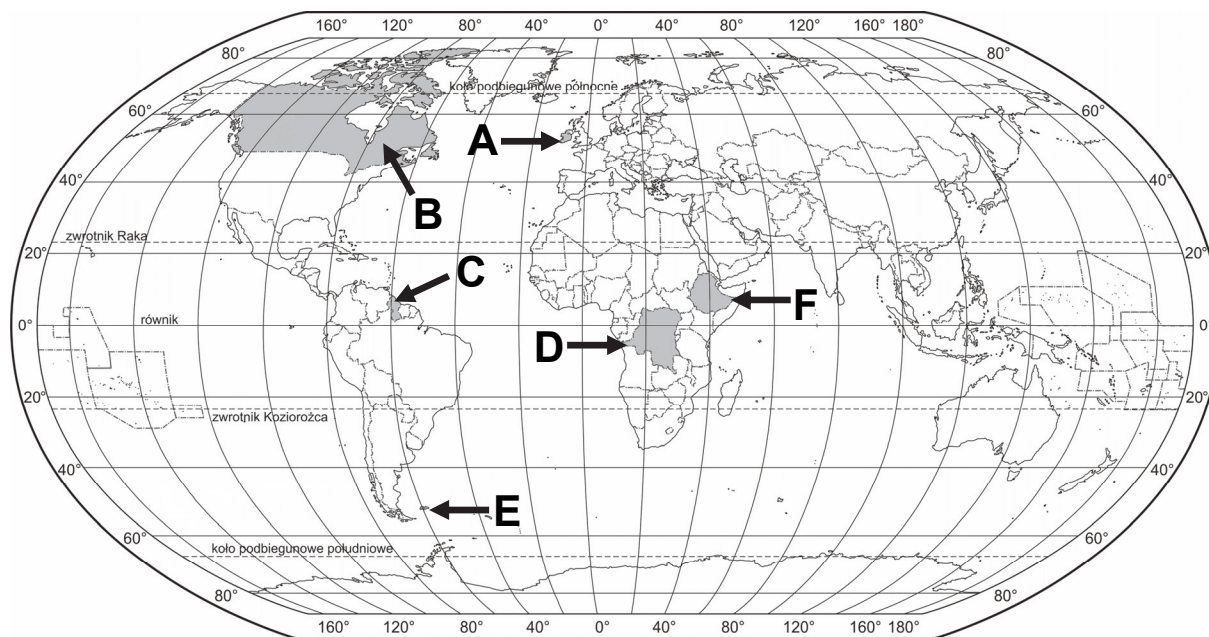 160° 120° 80° 40° 0° 40° 80° 120° 160° 180°
80° 80°
koło podbiegunowe północne
60° 60°
A
40° 40°
B
zwrotnik Raka
20° 20°
C
F
równik
0° 0°
D
20° 20°
zwrotnik Koziorożca
40° 40°
E
60° 60°
koło podbiegunowe południowe
80° 80°
160° 120° 80° 40° 0° 40° 80° 120° 160° 180°